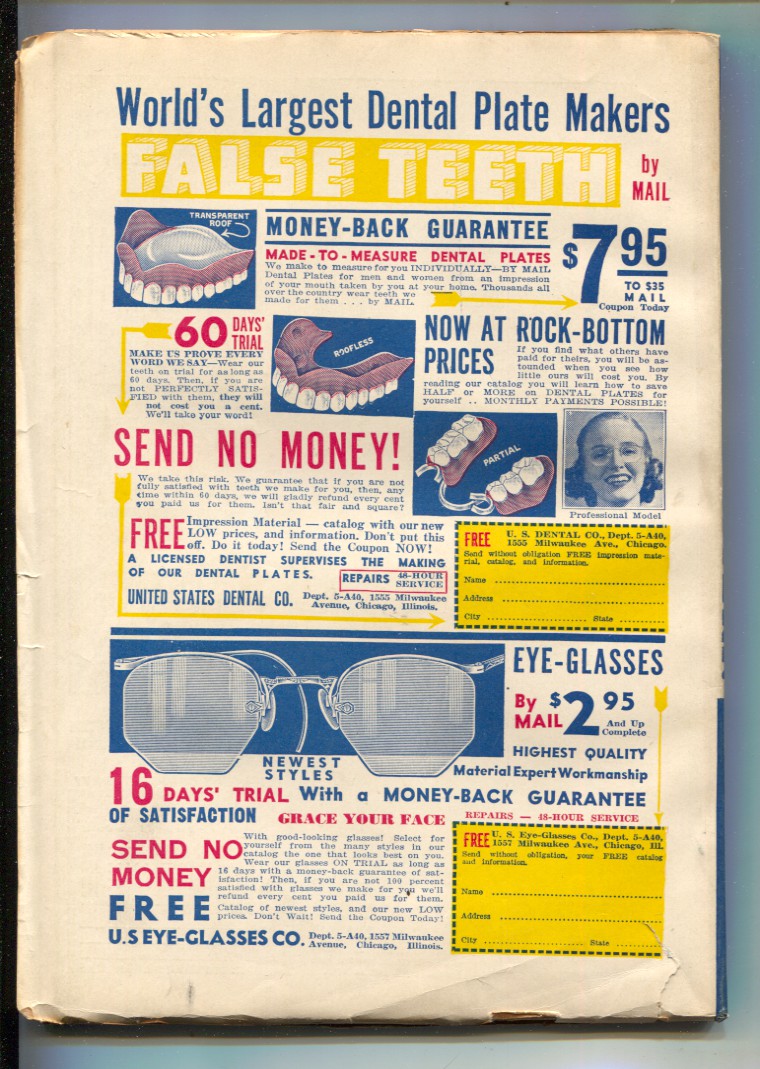 World's Largest Dental Plate Makers
FALSE TEETH by
MAIL
TRANSPARENT
ROOF
MONEY-BACK GUARANTEE
MADE-TO-MEASURE DENTAL PLATES
We make to measure for you INDIVIDUALLY—BY MAIL
Dental Plates for men and women from an impression
of your mouth taken by you at your home. Thousands all
over the country wear teeth we
made for them . . . by MAIL.
$7.95
TO $35
MAIL
Coupon Today
60 DAYS'
TRIAL
MAKE US PROVE EVERY
WORD WE SAY—Wear our
teeth on trial for as long as
60 days. Then, if you are
not PERFECTLY SATIS-
FIED with them, they will
not cost you a cent.
We'll take your word!
ROOFLESS
NOW AT ROCK-BOTTOM
PRICES
If you find what others have
paid for theirs, you will be as-
tounded when you see how
little ours will cost you. By
reading our catalog you will learn how to save
HALF or MORE on DENTAL PLATES for
yourself . . MONTHLY PAYMENTS POSSIBLE!
SEND NO MONEY!
We take this risk. We guarantee that if you are not
fully satisfied with teeth we make for you, then, any
time within 60 days, we will gladly refund every cent
you paid us for them. Isn't that fair and square?
PARTIAL
Professional Model
FREE Impression Material — catalog with our new
LOW prices, and information. Don't put this
off. Do it today! Send the Coupon NOW!
A LICENSED DENTIST SUPERVISES THE MAKING
OF OUR DENTAL PLATES.
REPAIRS 48-HOUR
SERVICE
UNITED STATES DENTAL CO. Dept. 5-A40, 1555 Milwaukee
Avenue, Chicago, Illinois.
FREE U. S. DENTAL CO., Dept. 5-A40,
1555 Milwaukee Ave., Chicago.
Send without obligation FREE impression mate-
rial, catalog, and information.
Name
Address
City State
EYE-GLASSES
By
MAIL $2.95
And Up
Complete
HIGHEST QUALITY
Material Expert Workmanship
NEWEST
STYLES
16 DAYS' TRIAL With a MONEY-BACK GUARANTEE
OF SATISFACTION GRACE YOUR FACE REPAIRS — 48-HOUR SERVICE
SEND NO
MONEY
With good-looking glasses! Select for
yourself from the many styles in our
catalog the one that looks best on you.
Wear our glasses ON TRIAL as long as
16 days with a money-back guarantee of sat-
isfaction! Then, if you are not 100 percent
satisfied with glasses we make for you we'll
refund every cent you paid us for them.
FREE Catalog of newest styles, and our new LOW
prices. Don't Wait! Send the Coupon Today!
U.S EYE-GLASSES CO. Dept. 5-A40, 1557 Milwaukee
Avenue, Chicago, Illinois.
FREE U. S. Eye-Glasses Co., Dept. 5-A40,
1557 Milwaukee Ave., Chicago, Ill.
Send without obligation, your FREE catalog
and information.
Name
Address
City State